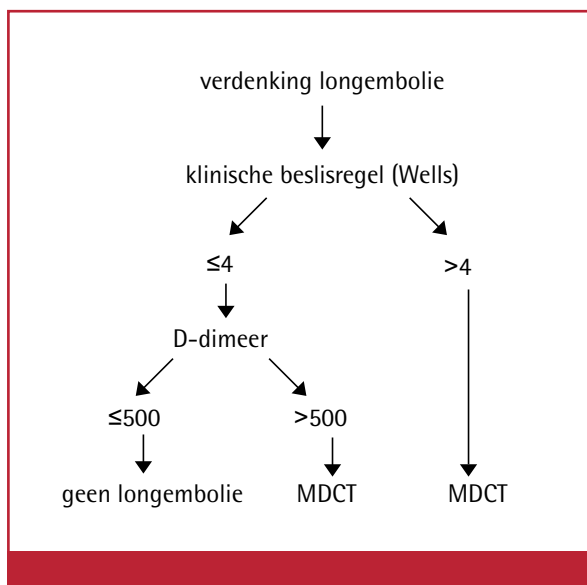 verdenking longembolie
klinische beslisregel (Wells)
≤4 >4
D-dimeer
≤500 >500
geen longembolie MDCT MDCT